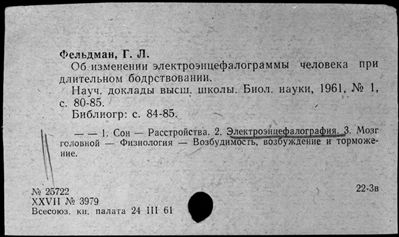 Фельдман, Г. Л.
Об изменении электроэнцефалограммы человека при
длительном бодрствовании.
Науч. доклады высш. школы. Биол. науки, 1961, № 1,
с. 80-85.
Библиогр: с. 84-85.
— — 1. Сон — Расстройства. 2. Электроэнцефалография. 3. Мозг
головной — Физиология — Возбудимость, возбуждение и торможе-
ние.
№ 25722
22-3в
XXVII № 3979
Всесоюз. кн. палата 24 III 61